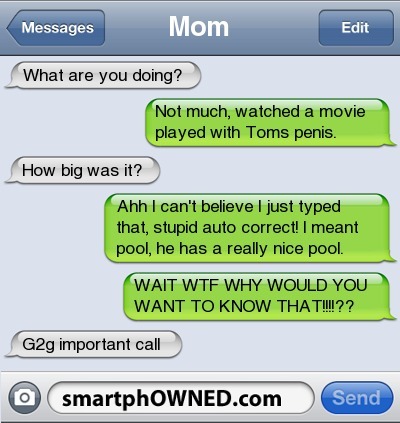 Messages
Mom
Edit
What are you doing?
Not much, watched a movie
played with Toms penis.
How big was it?
Ahh I can't believe I just typed
that, stupid auto correct! I meant
pool, he has a really nice pool.
WAIT WTF WHY WOULD YOU
WANT TO KNOW THAT!!!!??
G2g important call
smartphOWNED.com
Send